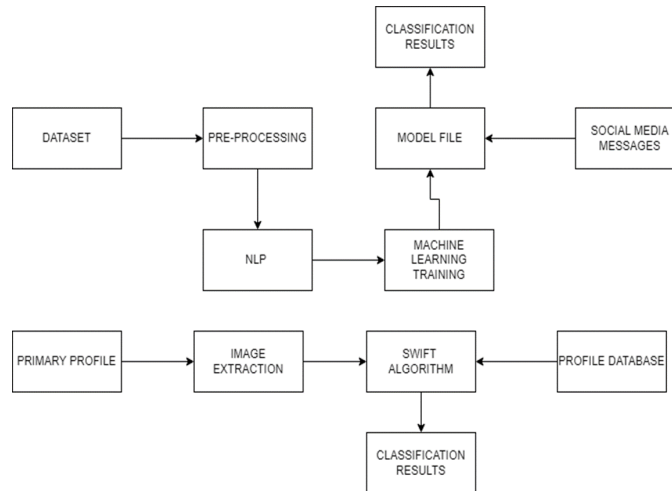 CLASSIFICATION
RESULTS
DATASET
PRE-PROCESSING
MODEL FILE
SOCIAL MEDIA
MESSAGES
NLP
MACHINE
LEARNING
TRAINING
PRIMARY PROFILE
IMAGE
EXTRACTION
SWIFT
ALGORITHM
PROFILE DATABASE
CLASSIFICATION
RESULTS